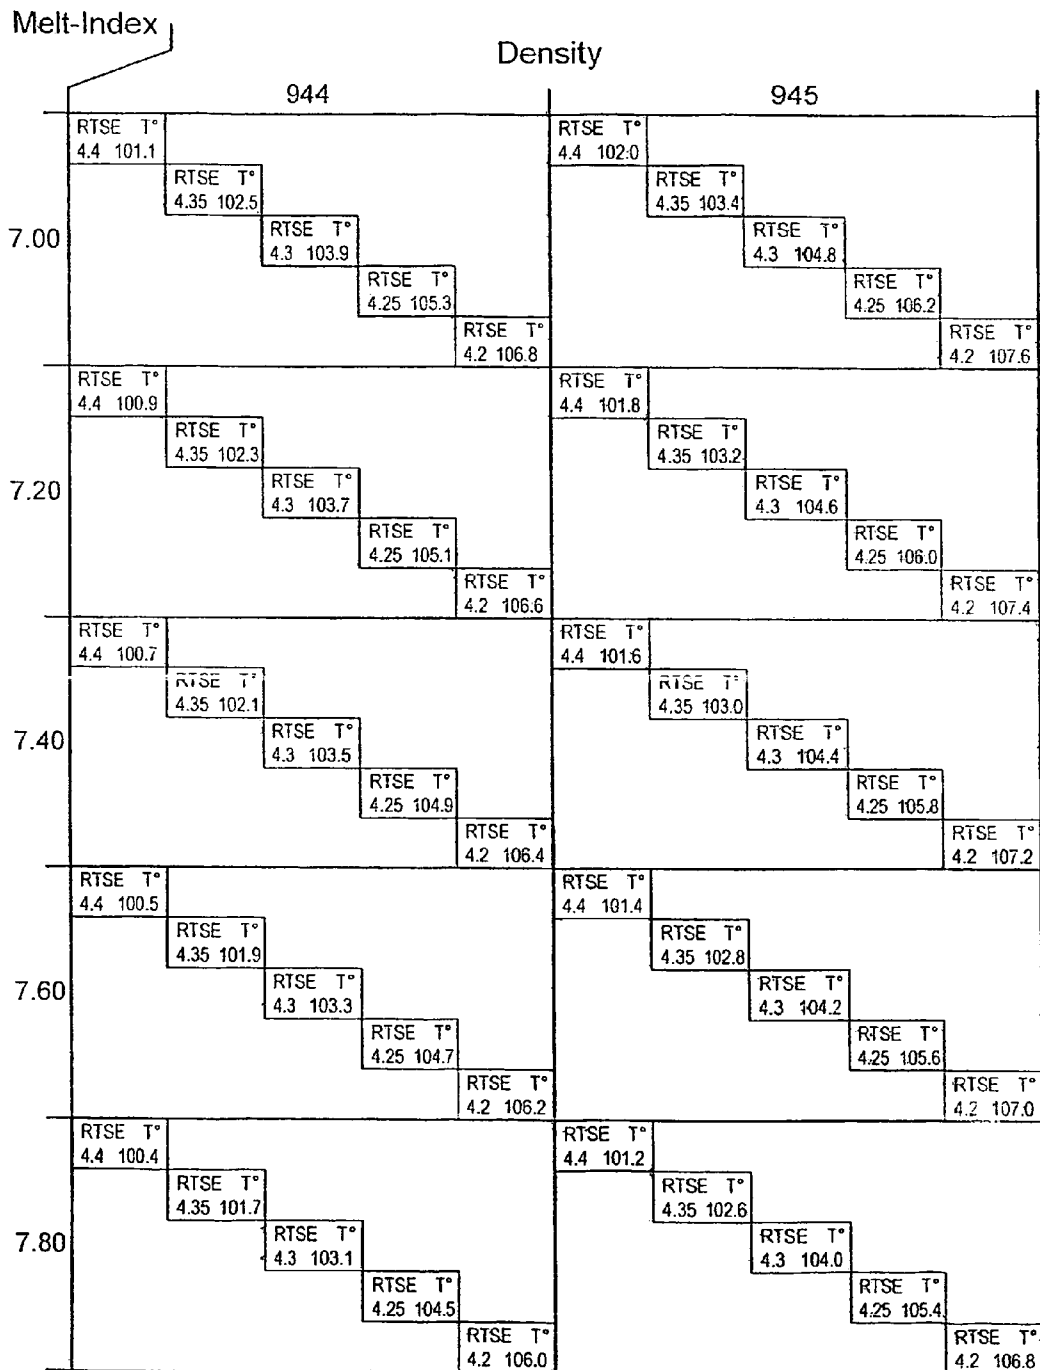 Melt-Index
Density
944
945
7.00
RTSE T°
4.4 101.1
RTSE T°
4.35 102.5
RTSE T°
4.3 103.9
RTSE T°
4.25 105.3
RTSE T°
4.2 106.8
RTSE T°
4.4 102.0
RTSE T°
4.35 103.4
RTSE T°
4.3 104.8
RTSE T°
4.25 106.2
RTSE T°
4.2 107.6
7.20
RTSE T°
4.4 100.9
RTSE T°
4.35 102.3
RTSE T°
4.3 103.7
RTSE T°
4.25 105.1
RTSE T°
4.2 106.6
RTSE T°
4.4 101.8
RTSE T°
4.35 103.2
RTSE T°
4.3 104.6
RTSE T°
4.25 106.0
RTSE T°
4.2 107.4
7.40
RTSE T°
4.4 100.7
RTSE T°
4.35 102.1
RTSE T°
4.3 103.5
RTSE T°
4.25 104.9
RTSE T°
4.2 106.4
RTSE T°
4.4 101.6
RTSE T°
4.35 103.0
RTSE T°
4.3 104.4
RTSE T°
4.25 105.8
RTSE T°
4.2 107.2
7.60
RTSE T°
4.4 100.5
RTSE T°
4.35 101.9
RTSE T°
4.3 103.3
RTSE T°
4.25 104.7
RTSE T°
4.2 106.2
RTSE T°
4.4 101.4
RTSE T°
4.35 102.8
RTSE T°
4.3 104.2
RTSE T°
4.25 105.6
RTSE T°
4.2 107.0
7.80
RTSE T°
4.4 100.4
RTSE T°
4.35 101.7
RTSE T°
4.3 103.1
RTSE T°
4.25 104.5
RTSE T°
4.2 106.0
RTSE T°
4.4 101.2
RTSE T°
4.35 102.6
RTSE T°
4.3 104.0
RTSE T°
4.25 105.4
RTSE T°
4.2 106.8